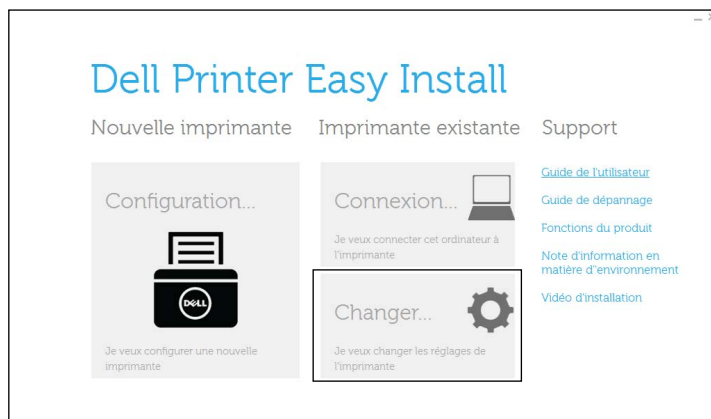 Dell Printer Easy Install
Nouvelle imprimante
Configuration...
DELL
Je veux configurer une nouvelle
imprimante
Imprimante existante
Connexion...
Je veux connecter cet ordinateur à
l'imprimante
Changer...
Je veux changer les réglages de
l'imprimante
Support
Guide de l'utilisateur
Guide de dépannage
Fonctions du produit
Note d'information en
matière d''environnement
Vidéo d'installation